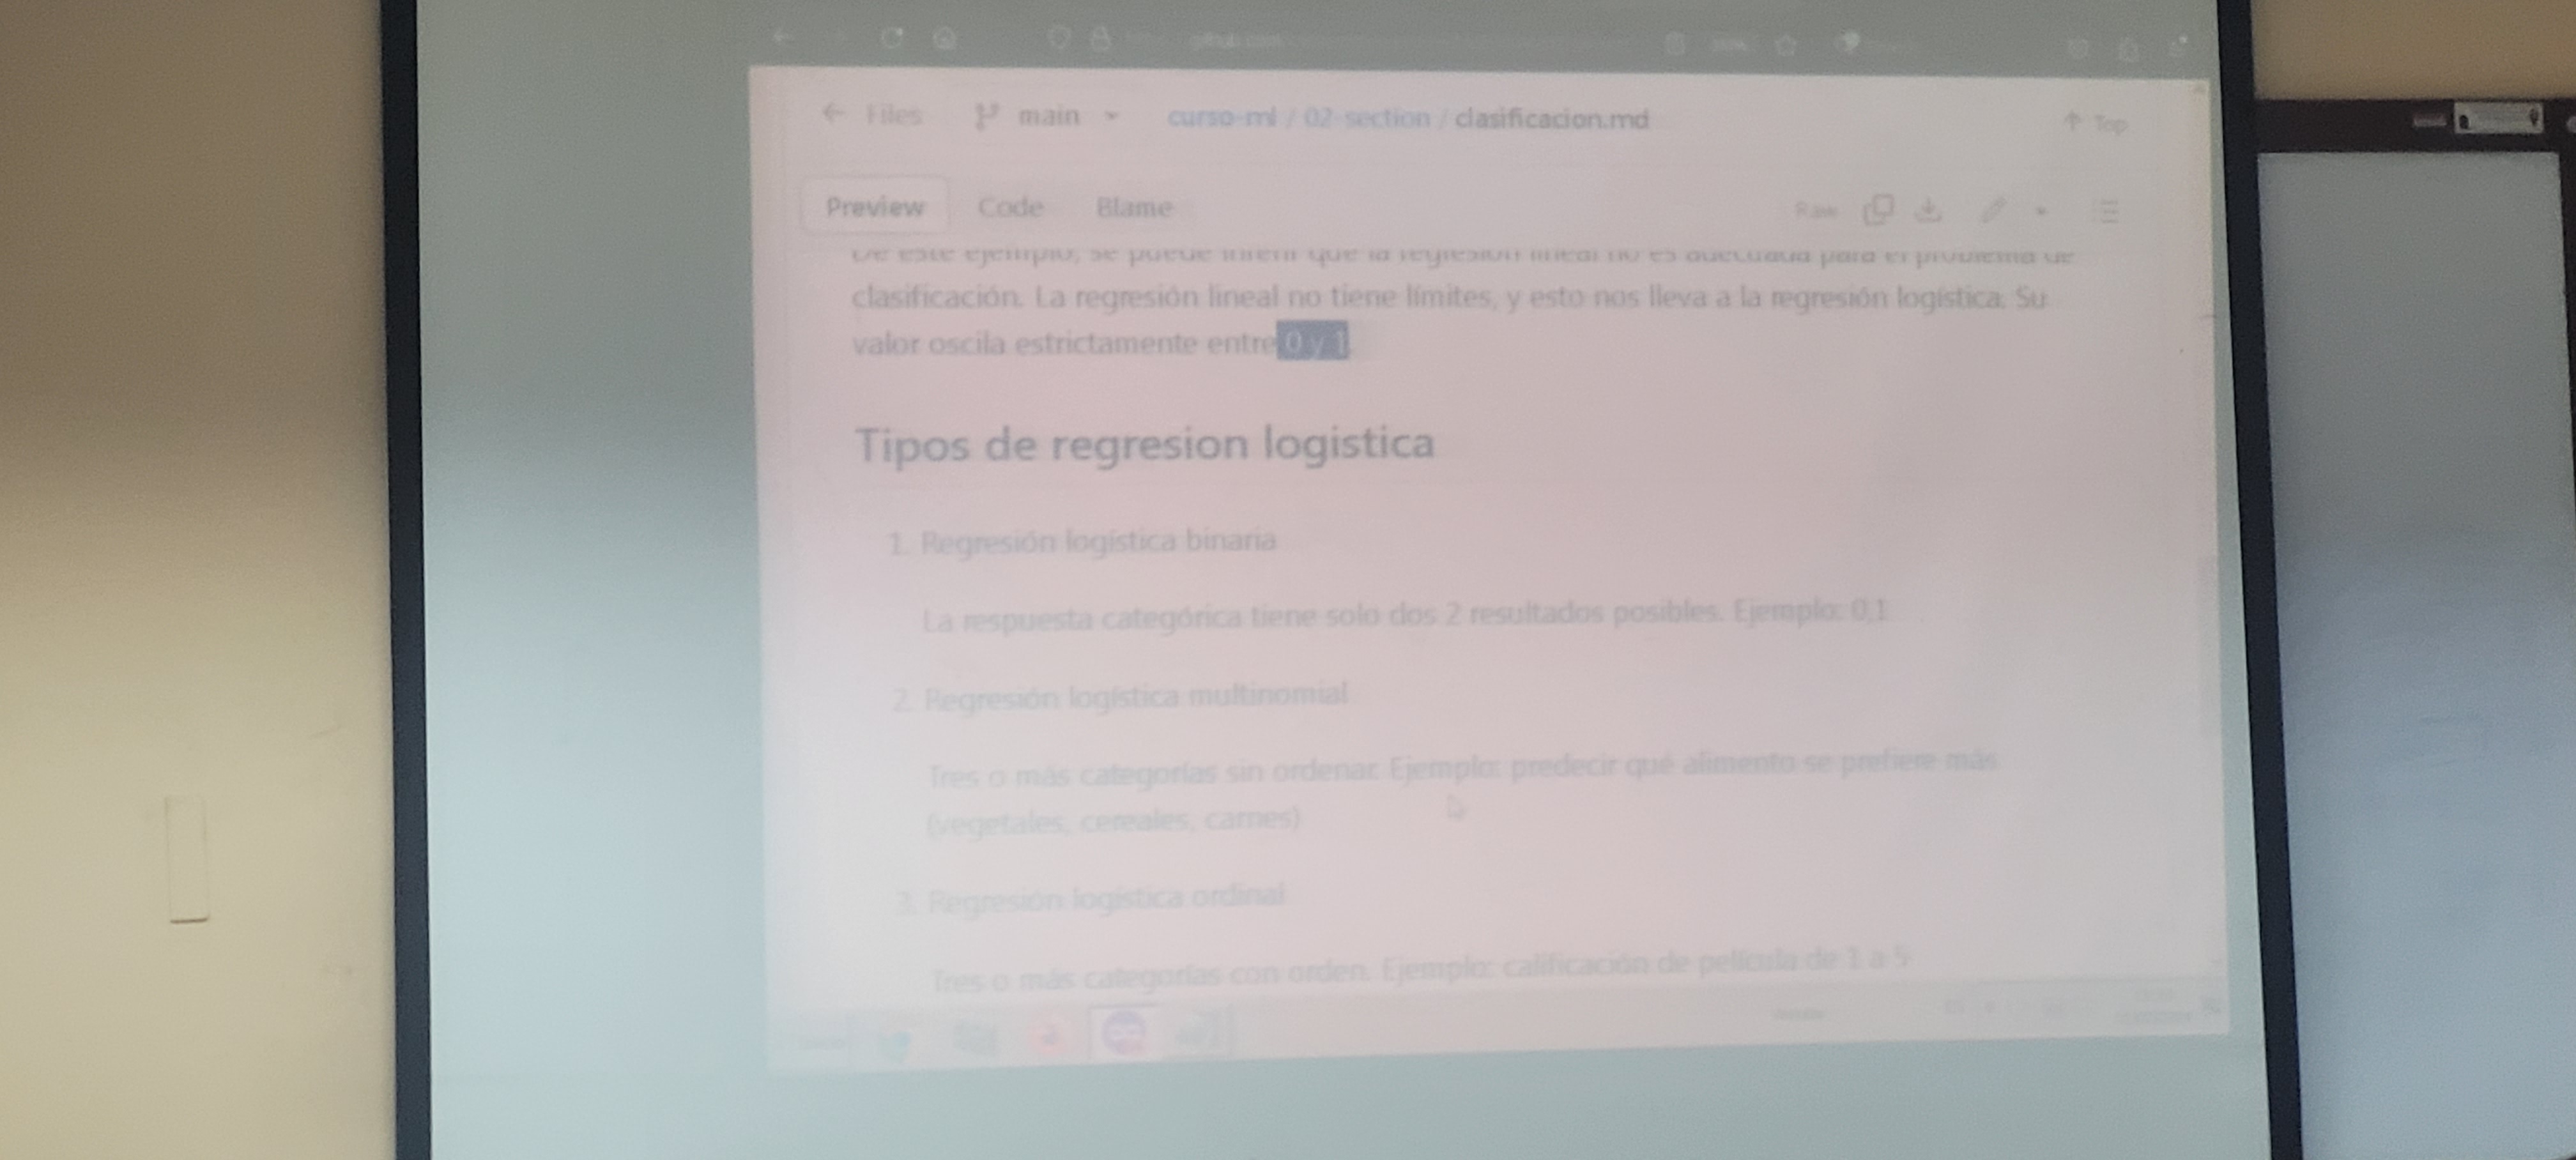 Files main curso-ml / 02-section / clasificacion.md Top
Preview Code Blame Raw
De este ejemplo, se puede inferir que la regresión lineal no es adecuada para el problema de
clasificación. La regresión lineal no tiene límites, y esto nos lleva a la regresión logística. Su
valor oscila estrictamente entre 0 y 1.
Tipos de regresion logistica
1. Regresión logística binaria
La respuesta categórica tiene solo dos 2 resultados posibles. Ejemplo: 0,1
2. Regresión logística multinomial
Tres o más categorías sin ordenar. Ejemplo: predecir qué alimento se prefiere más
(vegetales, cereales, carnes)
3. Regresión logística ordinal
Tres o más categorías con orden. Ejemplo: calificación de película de 1 a 5